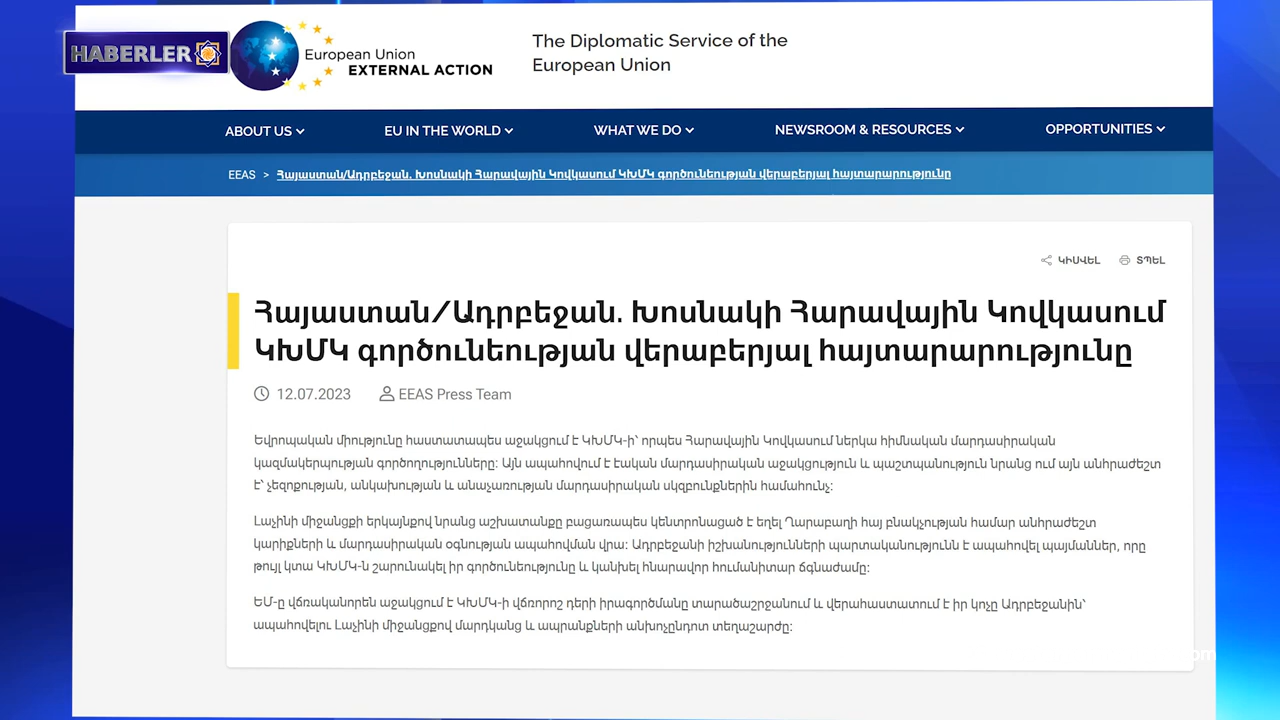 HABERLER
European Union
EXTERNAL ACTION
The Diplomatic Service of the
European Union
ABOUT US
EU IN THE WORLD
WHAT WE DO
NEWSROOM & RESOURCES
OPPORTUNITIES
EEAS > Հայաստան/Ադրբեջան. Խոսնակի Հարավային Կովկասում ԿԽՄԿ գործունեության վերաբերյալ հայտարարությունը
ԿԻՍՎԵԼ
ՏՊԵԼ
Հայաստան/Ադրբեջան. Խոսնակի Հարավային Կովկասում
ԿԽՄԿ գործունեության վերաբերյալ հայտարարությունը
12.07.2023
EEAS Press Team
Եվրոպական միությունը հաստատապես աջակցում է ԿԽՄԿ-ի՝ որպես Հարավային Կովկասում ներկա հիմնական մարդասիրական
կազմակերպության գործողությունները: Այն ապահովում է էական մարդասիրական աջակցություն և պաշտպանություն նրանց ում այն անհրաժեշտ
է՝ չեզոքության, անկախության և անաչառության մարդասիրական սկզբունքներին համահունչ:
Լաչինի միջանցքի երկայնքով նրանց աշխատանքը բացառապես կենտրոնացած է եղել Ղարաբաղի հայ բնակչության համար անհրաժեշտ
կարիքների և մարդասիրական օգնության ապահովման վրա: Ադրբեջանի իշխանությունների պարտականությունն է ապահովել պայմաններ, որը
թույլ կտա ԿԽՄԿ-ն շարունակել իր գործունեությունը և կանխել հնարավոր հումանիտար ճգնաժամը:
ԵՄ-ը վճռականորեն աջակցում է ԿԽՄԿ-ի վճռորոշ դերի իրագործմանը տարածաշրջանում և վերահաստատում է իր կոչը Ադրբեջանին՝
ապահովելու Լաչինի միջանցքով մարդկանց և ապրանքների անխոչընդոտ տեղաշարժը: